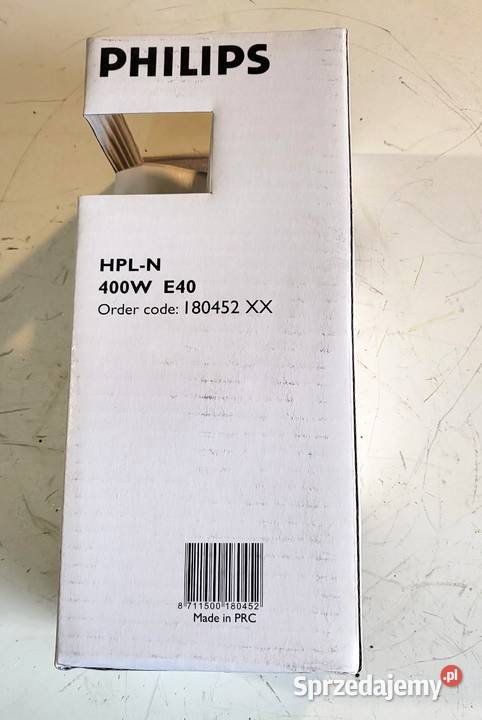 PHILIPS
HPL-N
400W E40
Order code: 180452 XX
8 711500 180452
Made in PRC
Sprzedajemy.pl